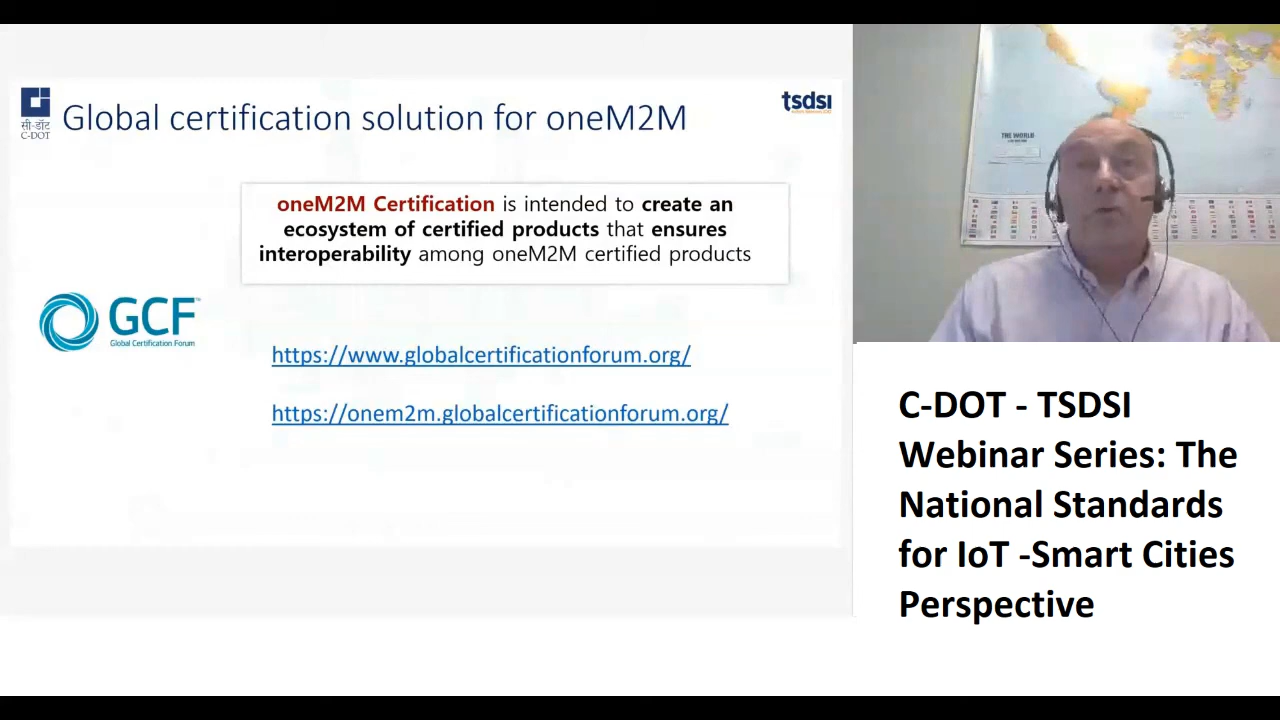 सी-डॉट
C-DOT
Global certification solution for oneM2M
tsdsi
oneM2M Certification is intended to create an
ecosystem of certified products that ensures
interoperability among oneM2M certified products
GCF™
Global Certification Forum
https://www.globalcertificationforum.org/
https://onem2m.globalcertificationforum.org/
THE WORLD
C-DOT - TSDSI
Webinar Series: The
National Standards
for IoT -Smart Cities
Perspective